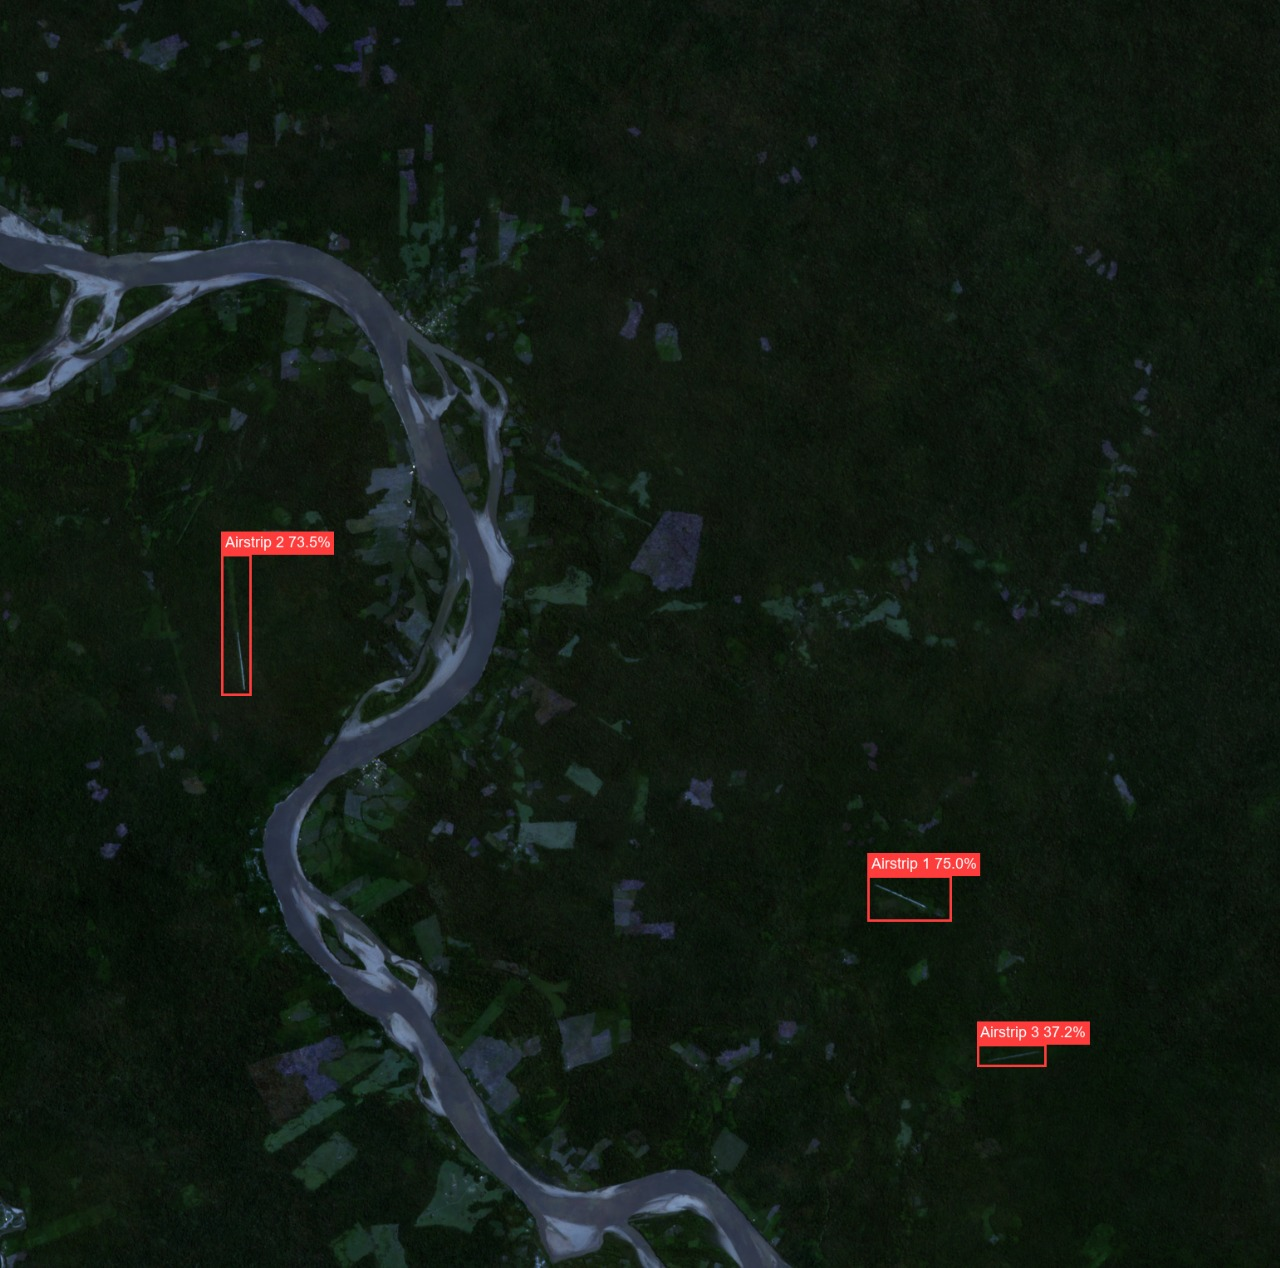 Airstrip 2 73.5%
Airstrip 1 75.0%
Airstrip 3 37.2%